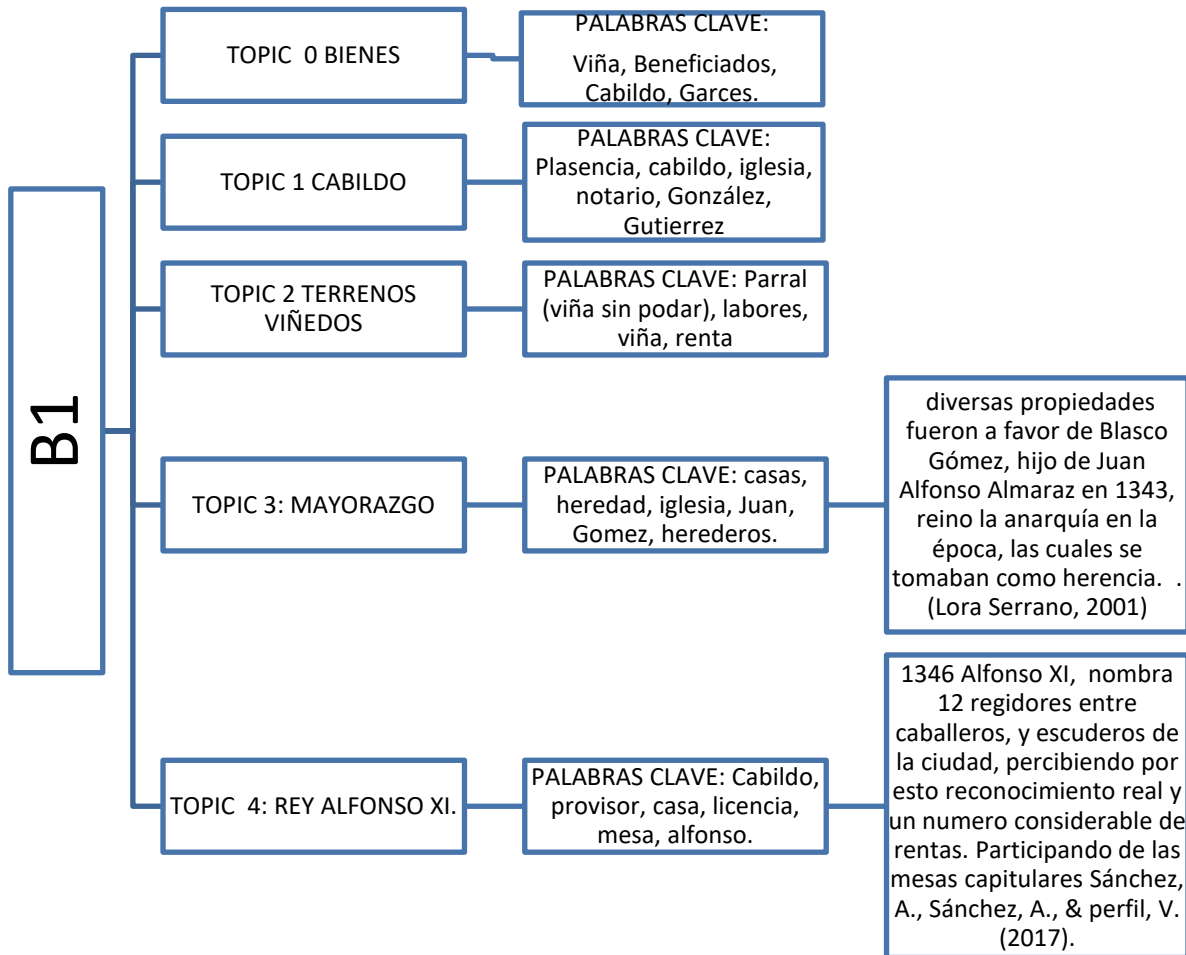 B1
TOPIC 0 BIENES
PALABRAS CLAVE:
Viña, Beneficiados,
Cabildo, Garces.
TOPIC 1 CABILDO
PALABRAS CLAVE:
Plasencia, cabildo, iglesia,
notario, González,
Gutierrez
TOPIC 2 TERRENOS
VIÑEDOS
PALABRAS CLAVE: Parral
(viña sin podar), labores,
viña, renta
TOPIC 3: MAYORAZGO
PALABRAS CLAVE: casas,
heredad, iglesia, Juan,
Gomez, herederos.
diversas propiedades
fueron a favor de Blasco
Gómez, hijo de Juan
Alfonso Almaraz en 1343,
reino la anarquía en la
época, las cuales se
tomaban como herencia. .
(Lora Serrano, 2001)
TOPIC 4: REY ALFONSO XI.
PALABRAS CLAVE: Cabildo,
provisor, casa, licencia,
mesa, alfonso.
1346 Alfonso XI, nombra
12 regidores entre
caballeros, y escuderos de
la ciudad, percibiendo por
esto reconocimiento real y
un numero considerable de
rentas. Participando de las
mesas capitulares Sánchez,
A., Sánchez, A., & perfil, V.
(2017).